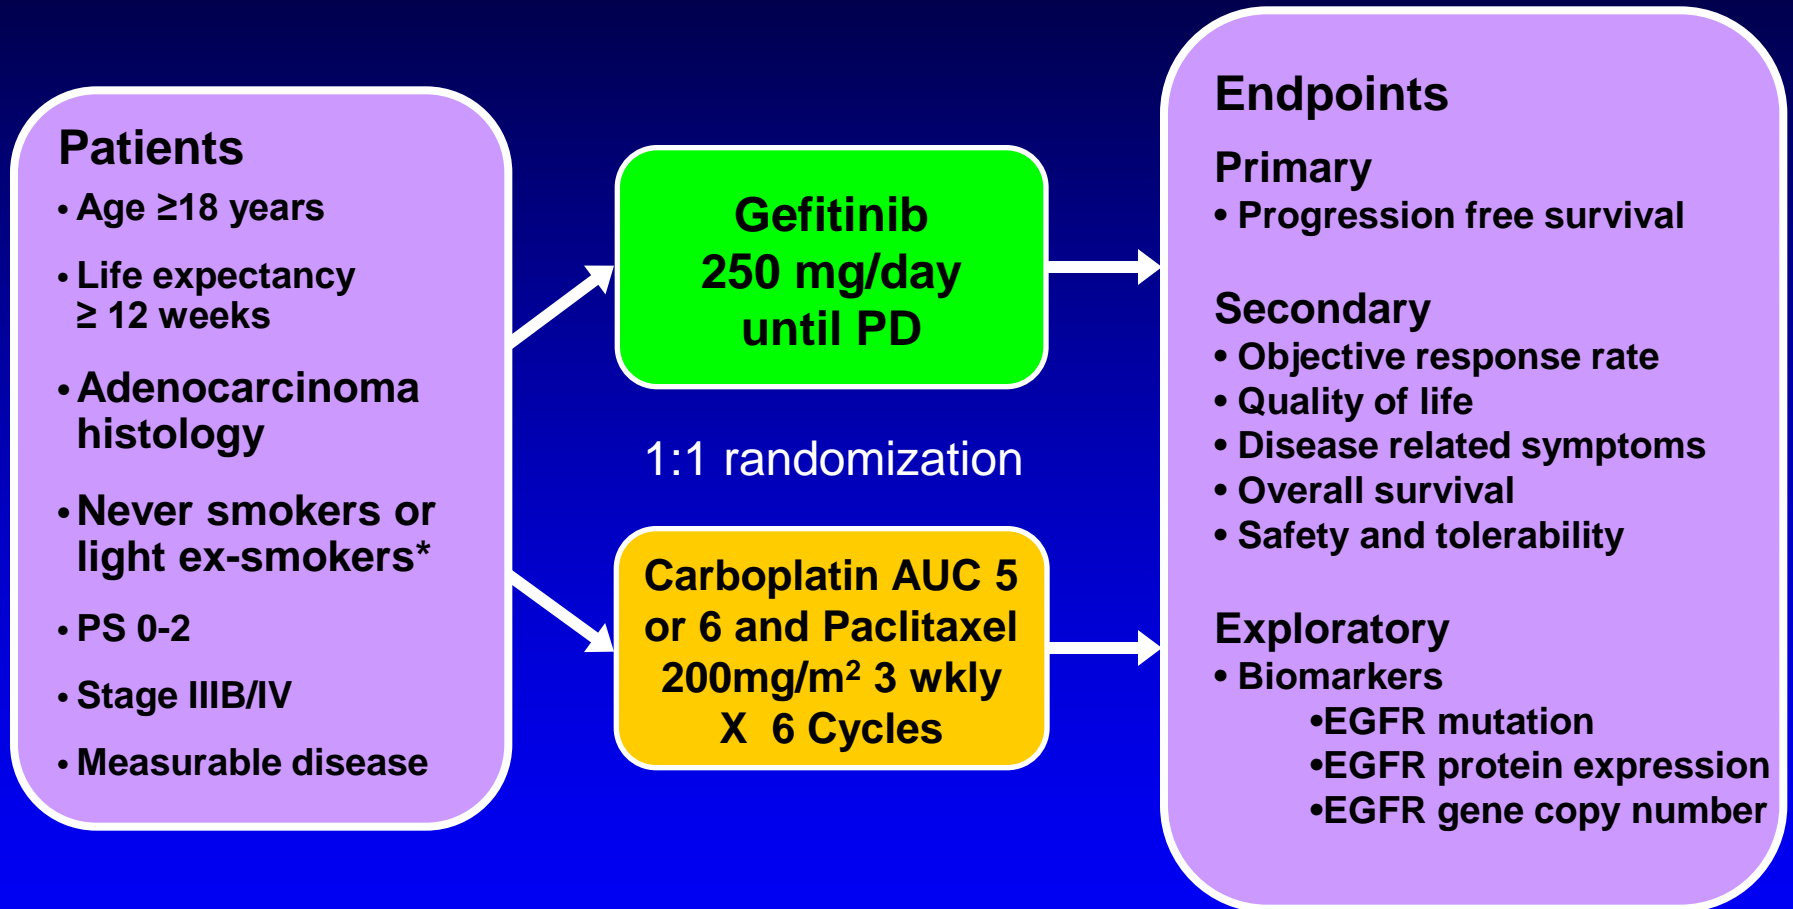 Patients
• Age ≥18 years
• Life expectancy
≥ 12 weeks
• Adenocarcinoma
histology
• Never smokers or
light ex-smokers*
• PS 0-2
• Stage IIIB/IV
• Measurable disease
Gefitinib
250 mg/day
until PD
1:1 randomization
Carboplatin AUC 5
or 6 and Paclitaxel
200mg/m² 3 wkly
X 6 Cycles
Endpoints
Primary
• Progression free survival
Secondary
• Objective response rate
• Quality of life
• Disease related symptoms
• Overall survival
• Safety and tolerability
Exploratory
• Biomarkers
•EGFR mutation
•EGFR protein expression
•EGFR gene copy number